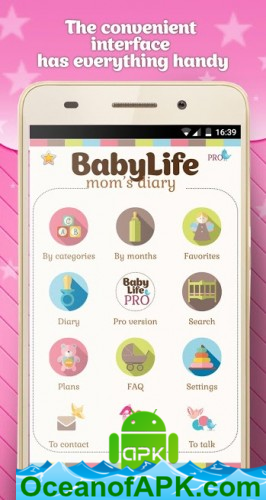 The convenient
interface
has everything handy
16:39
BabyLife
PRO
mom's diary
By categories
By months
Favorites
Baby
Life
PRO
Diary
Pro version
Search
Plans
FAQ
Settings
To contact
To talk
APK
OceanofAPK.com